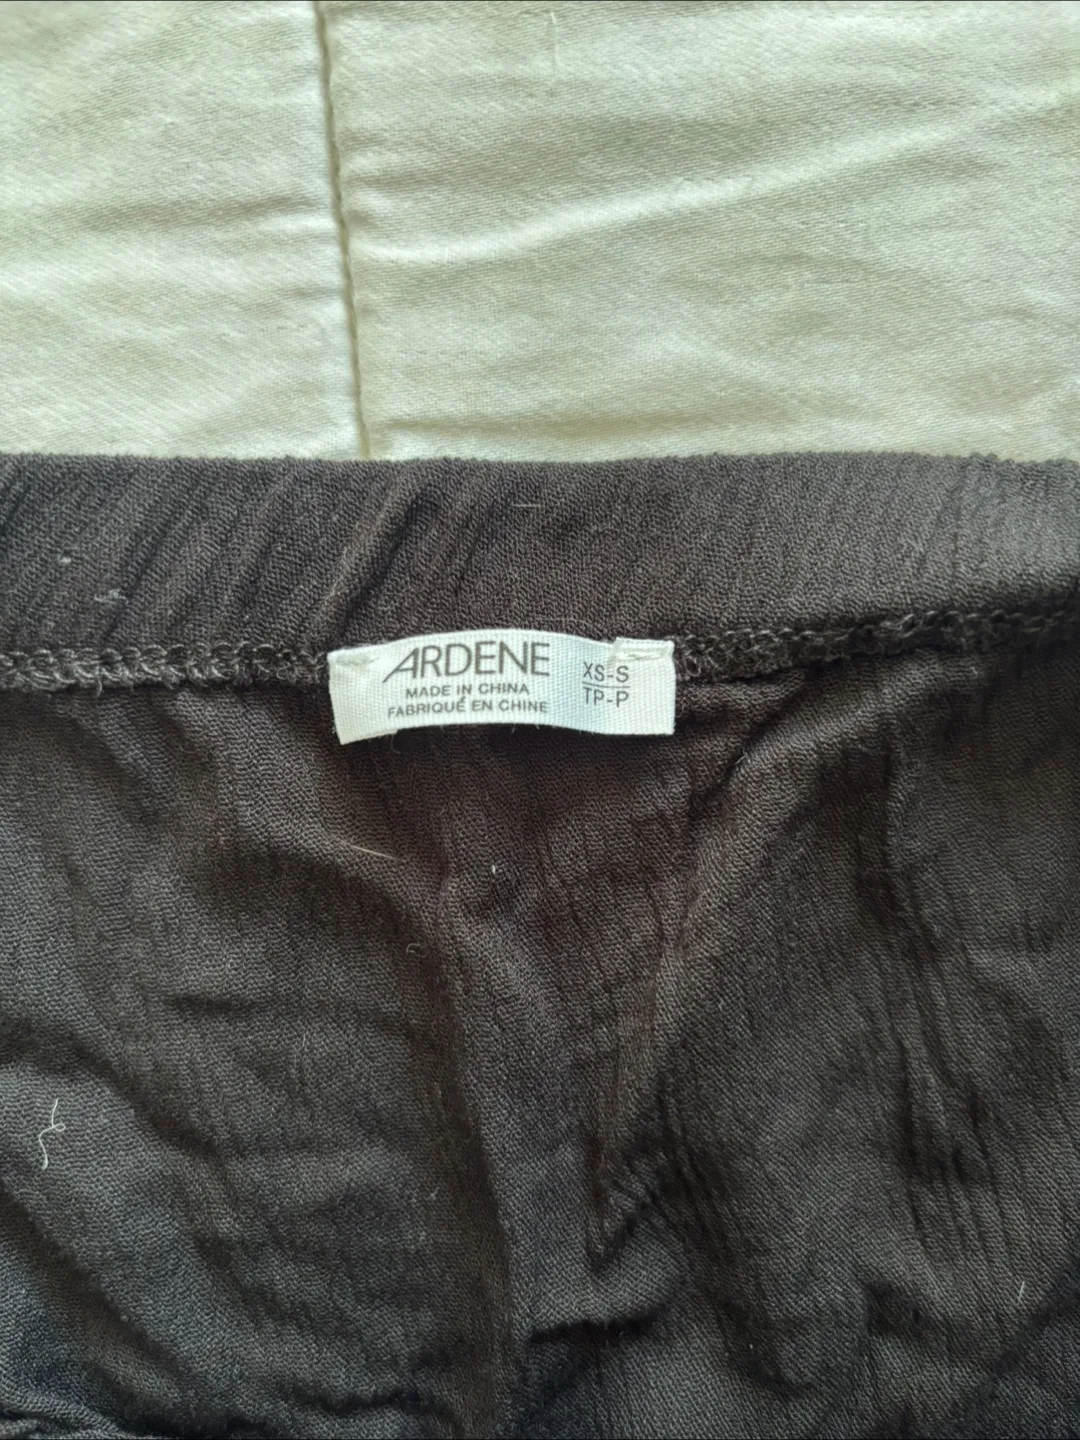 ARDENE
MADE IN CHINA
FABRIQUÉ EN CHINE
XS-S
TP-P